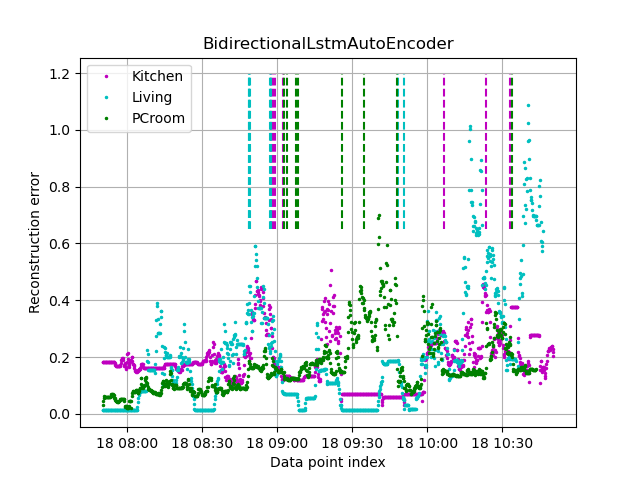 BidirectionalLstmAutoEncoder
Kitchen
Living
PCroom
Reconstruction error
1.2
1.0
0.8
0.6
0.4
0.2
0.0
18 08:00 18 08:30 18 09:00 18 09:30 18 10:00 18 10:30
Data point index